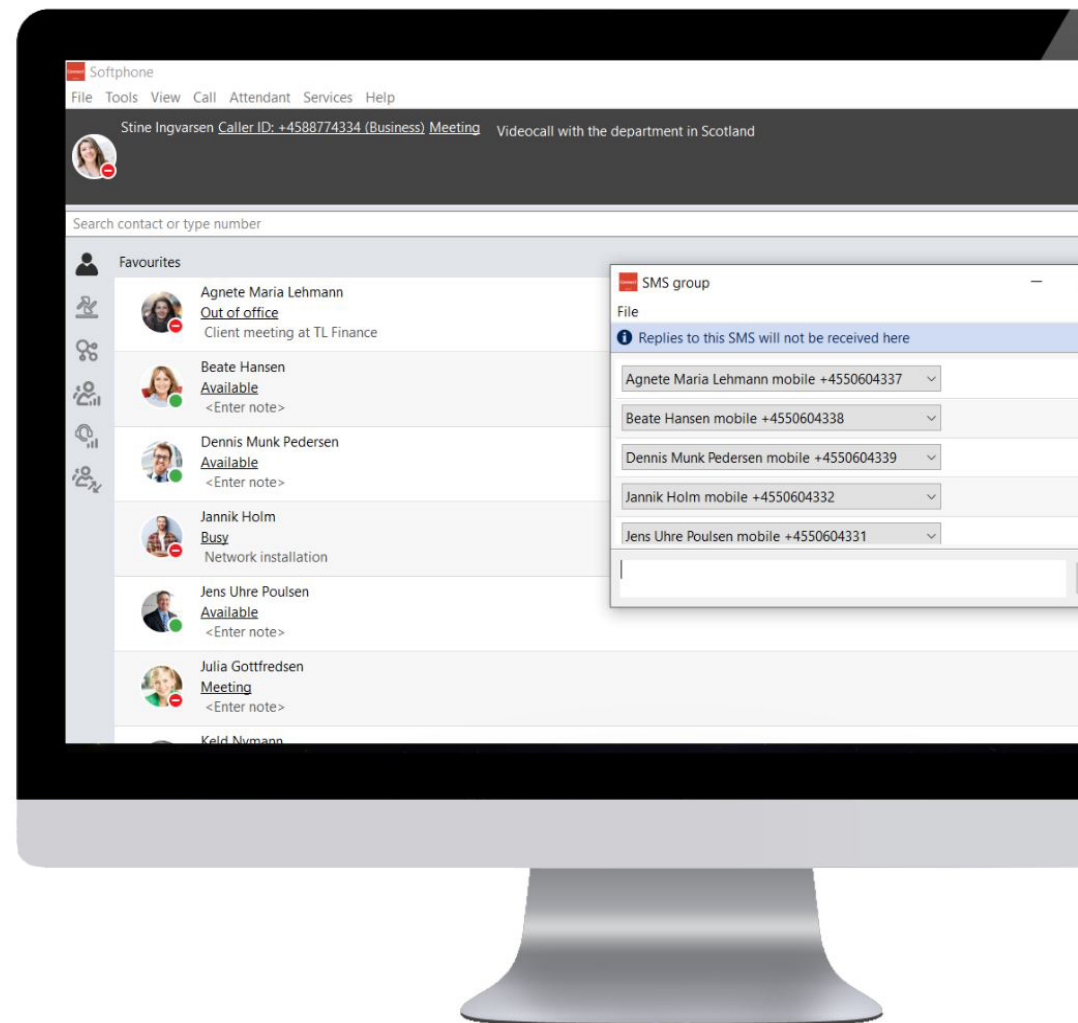 Softphone
File Tools View Call Attendant Services Help
Stine Ingvarsen Caller ID: +4588774334 (Business) Meeting Videocall with the department in Scotland
Search contact or type number
Favourites
Agnete Maria Lehmann
Out of office
Client meeting at TL Finance
Beate Hansen
Available
<Enter note>
Dennis Munk Pedersen
Available
<Enter note>
Jannik Holm
Busy
Network installation
Jens Uhre Poulsen
Available
<Enter note>
Julia Gottfredsen
Meeting
<Enter note>
Keld Nymann
SMS group
File
Replies to this SMS will not be received here
Agnete Maria Lehmann mobile +4550604337
Beate Hansen mobile +4550604338
Dennis Munk Pedersen mobile +4550604339
Jannik Holm mobile +4550604332
Jens Uhre Poulsen mobile +4550604331